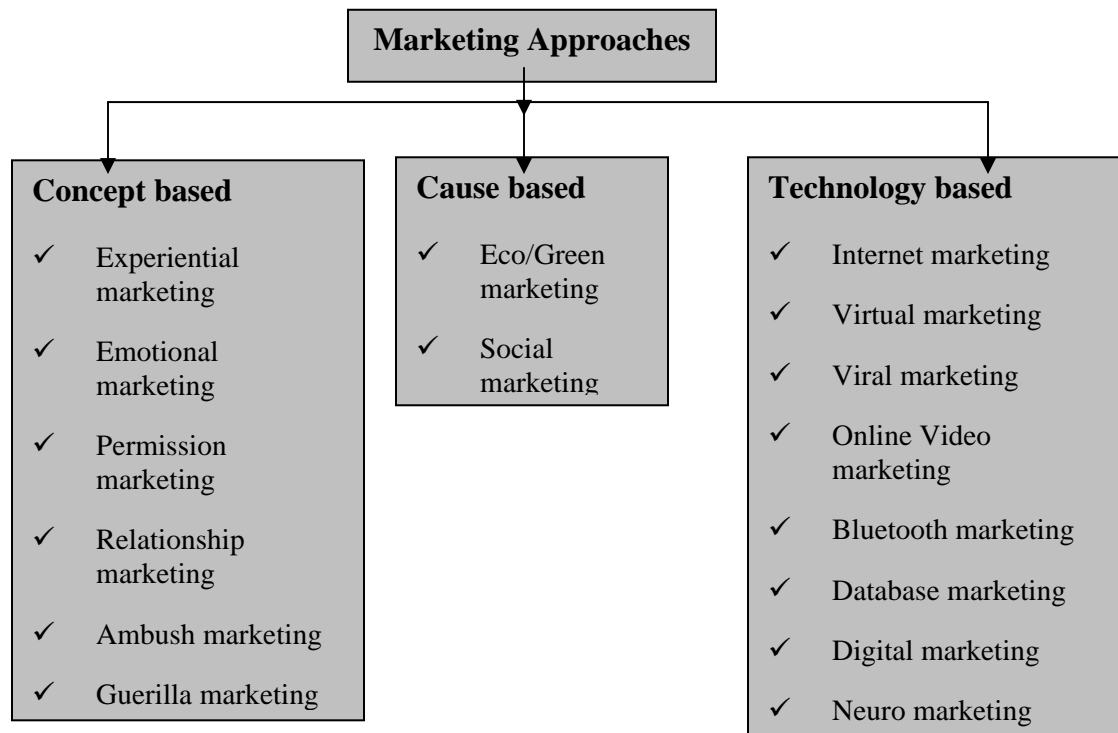 Marketing Approaches
Concept based
✓ Experiential
marketing
✓ Emotional
marketing
✓ Permission
marketing
✓ Relationship
marketing
✓ Ambush marketing
✓ Guerilla marketing
Cause based
✓ Eco/Green
marketing
✓ Social
marketing
Technology based
✓ Internet marketing
✓ Virtual marketing
✓ Viral marketing
✓ Online Video
marketing
✓ Bluetooth marketing
✓ Database marketing
✓ Digital marketing
✓ Neuro marketing